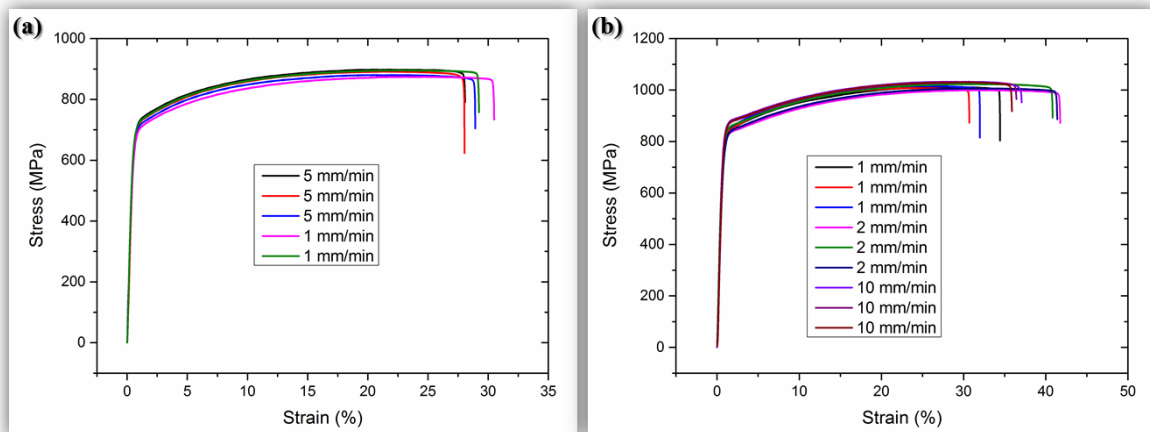 (a)
1000
800
600
400
200
0
Stress (MPa)
5 mm/min
5 mm/min
5 mm/min
1 mm/min
1 mm/min
0 5 10 15 20 25 30 35
Strain (%)
(b)
1200
1000
800
600
400
200
0
Stress (MPa)
1 mm/min
1 mm/min
1 mm/min
2 mm/min
2 mm/min
2 mm/min
10 mm/min
10 mm/min
10 mm/min
0 10 20 30 40 50
Strain (%)